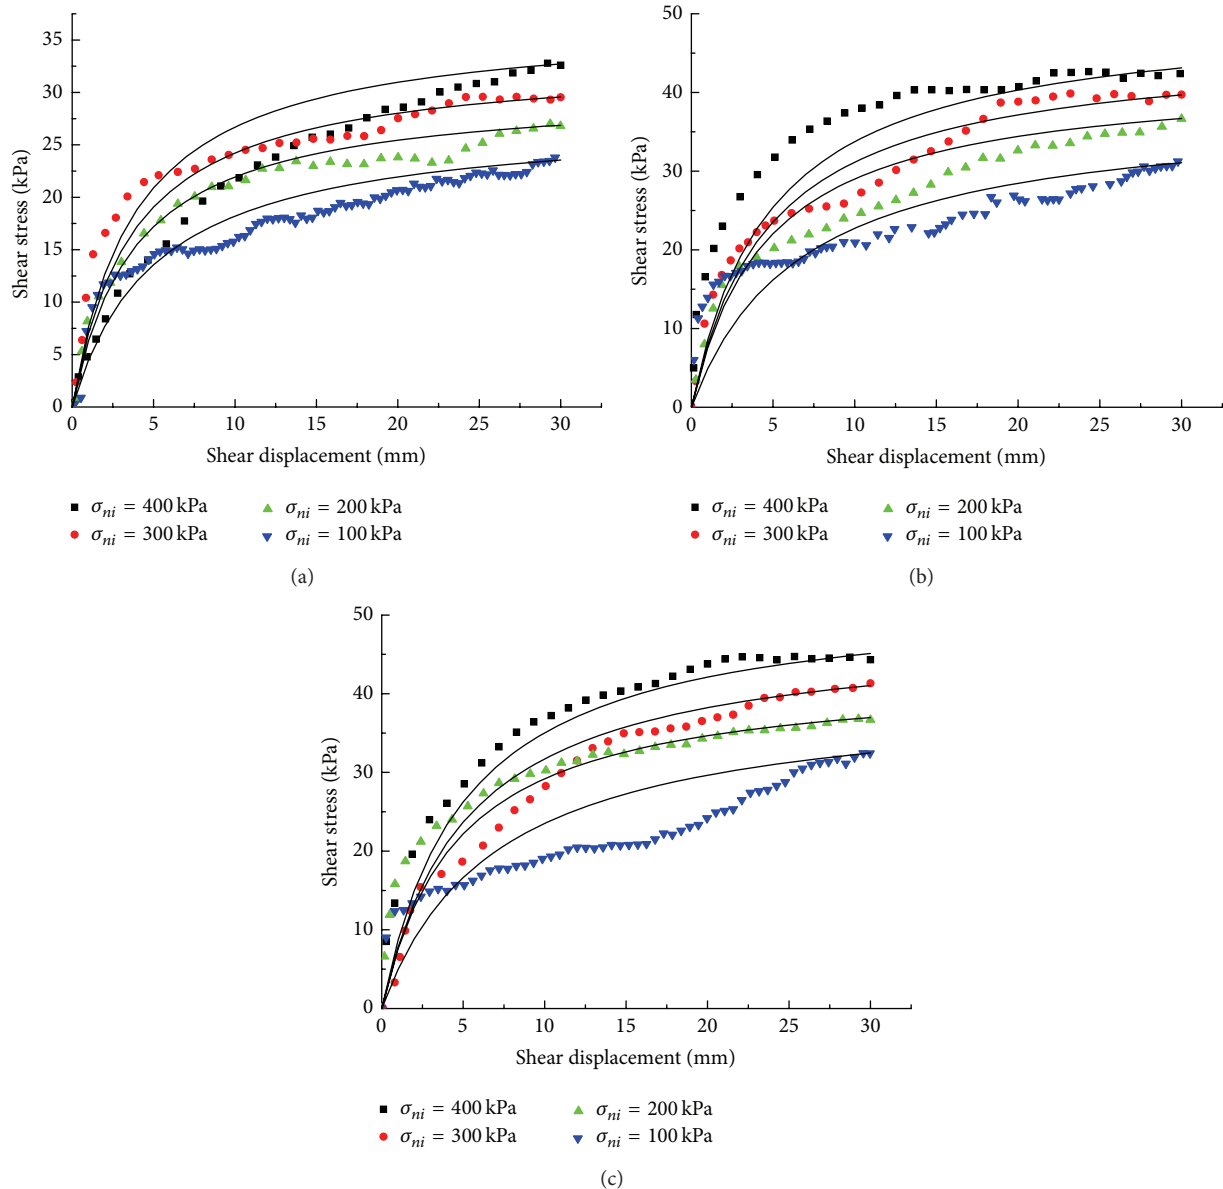 35
30
25
20
15
10
5
0
Shear stress (kPa)
0 5 10 15 20 25 30
Shear displacement (mm)
σni = 400 kPa σni = 200 kPa
σni = 300 kPa σni = 100 kPa
(a)
50
40
30
20
10
0
Shear stress (kPa)
0 5 10 15 20 25 30
Shear displacement (mm)
σni = 400 kPa σni = 200 kPa
σni = 300 kPa σni = 100 kPa
(b)
50
40
30
20
10
0
Shear stress (kPa)
0 5 10 15 20 25 30
Shear displacement (mm)
σni = 400 kPa σni = 200 kPa
σni = 300 kPa σni = 100 kPa
(c)